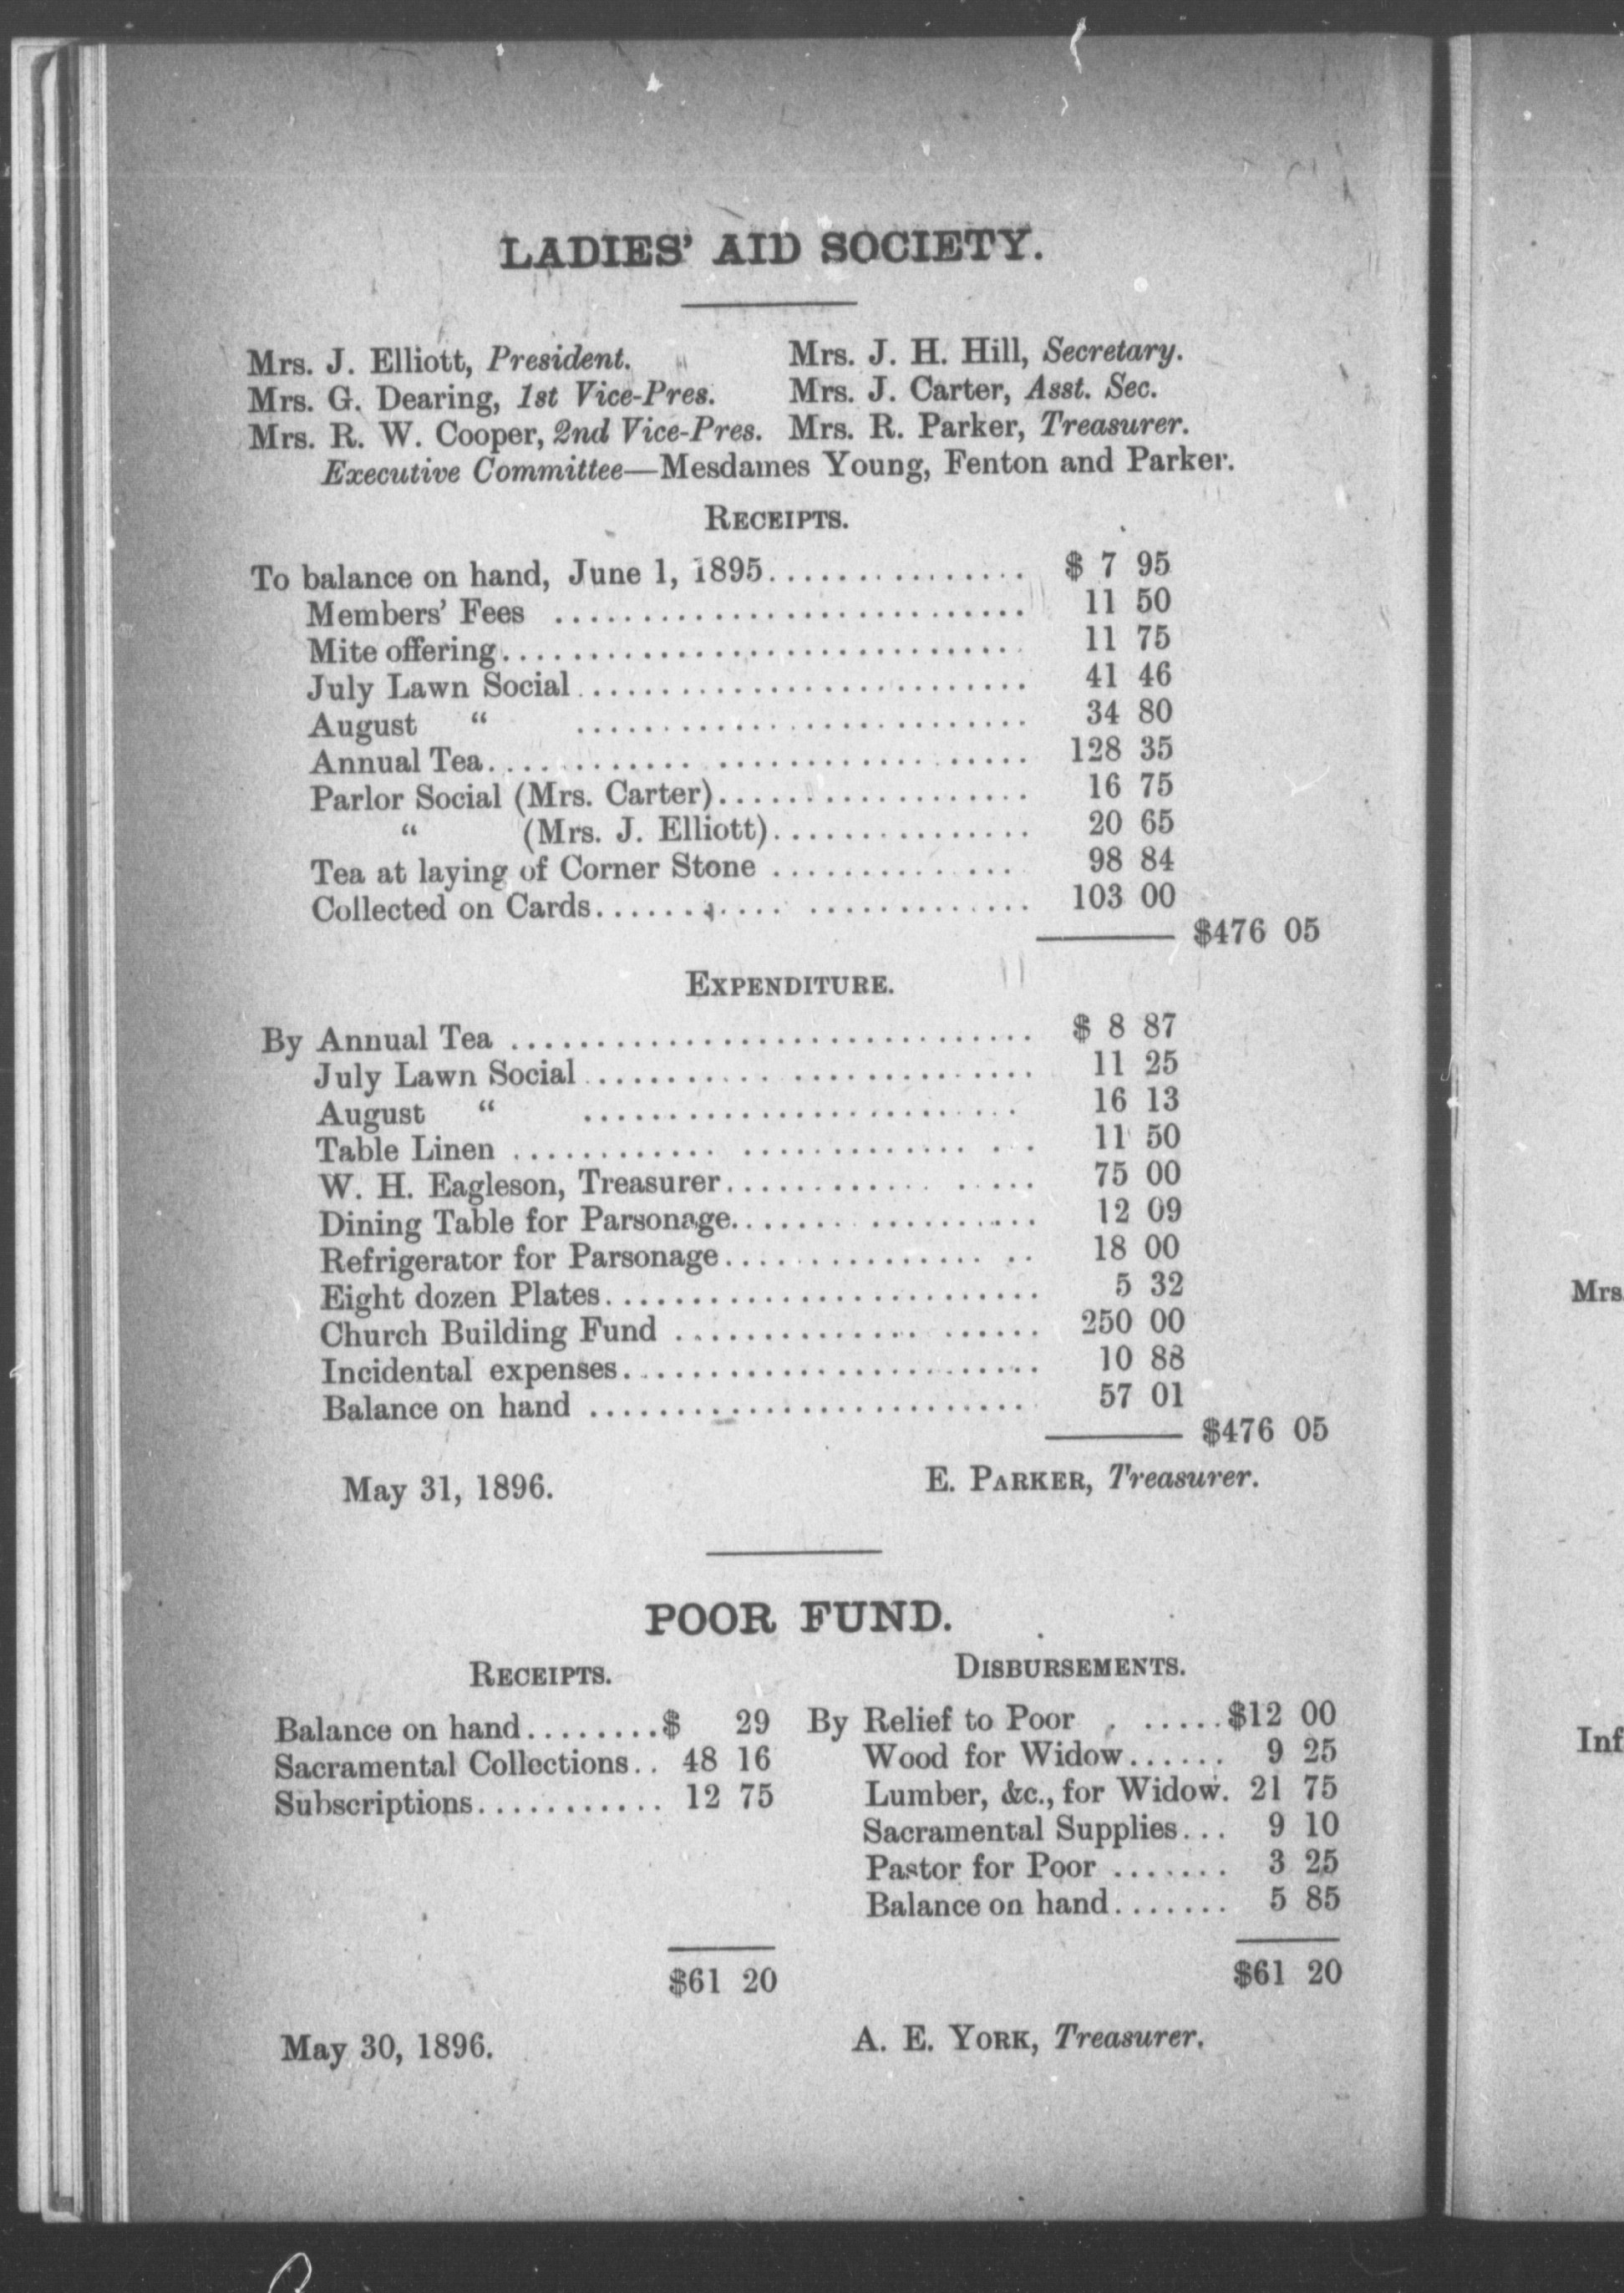 LADIES' AID SOCIETY.
Mrs. J. Elliott, President. Mrs. J. H. Hill, Secretary.
Mrs. G. Dearing, 1st Vice-Pres. Mrs. J. Carter, Asst. Sec.
Mrs. R. W. Cooper, 2nd Vice-Pres. Mrs. R. Parker, Treasurer.
Executive Committee—Mesdames Young, Fenton and Parker.
RECEIPTS.
To balance on hand, June 1, 1895. $ 7 95
Members' Fees 11 50
Mite offering 11 75
July Lawn Social 41 46
August " 34 80
Annual Tea 128 35
Parlor Social (Mrs. Carter) 16 75
" (Mrs. J. Elliott) 20 65
Tea at laying of Corner Stone 98 84
Collected on Cards 103 00
$476 05
EXPENDITURE.
By Annual Tea $ 8 87
July Lawn Social 11 25
August " 16 13
Table Linen 11 50
W. H. Eagleson, Treasurer 75 00
Dining Table for Parsonage 12 09
Refrigerator for Parsonage 18 00
Eight dozen Plates 5 32
Church Building Fund 250 00
Incidental expenses 10 88
Balance on hand 57 01
$476 05
May 31, 1896. E. PARKER, Treasurer.
POOR FUND.
RECEIPTS.
Balance on hand $ 29
Sacramental Collections 48 16
Subscriptions 12 75
$61 20
DISBURSEMENTS.
By Relief to Poor $12 00
Wood for Widow 9 25
Lumber, &c., for Widow. 21 75
Sacramental Supplies 9 10
Pastor for Poor 3 25
Balance on hand 5 85
$61 20
May 30, 1896. A. E. YORK, Treasurer.
Mrs
Inf